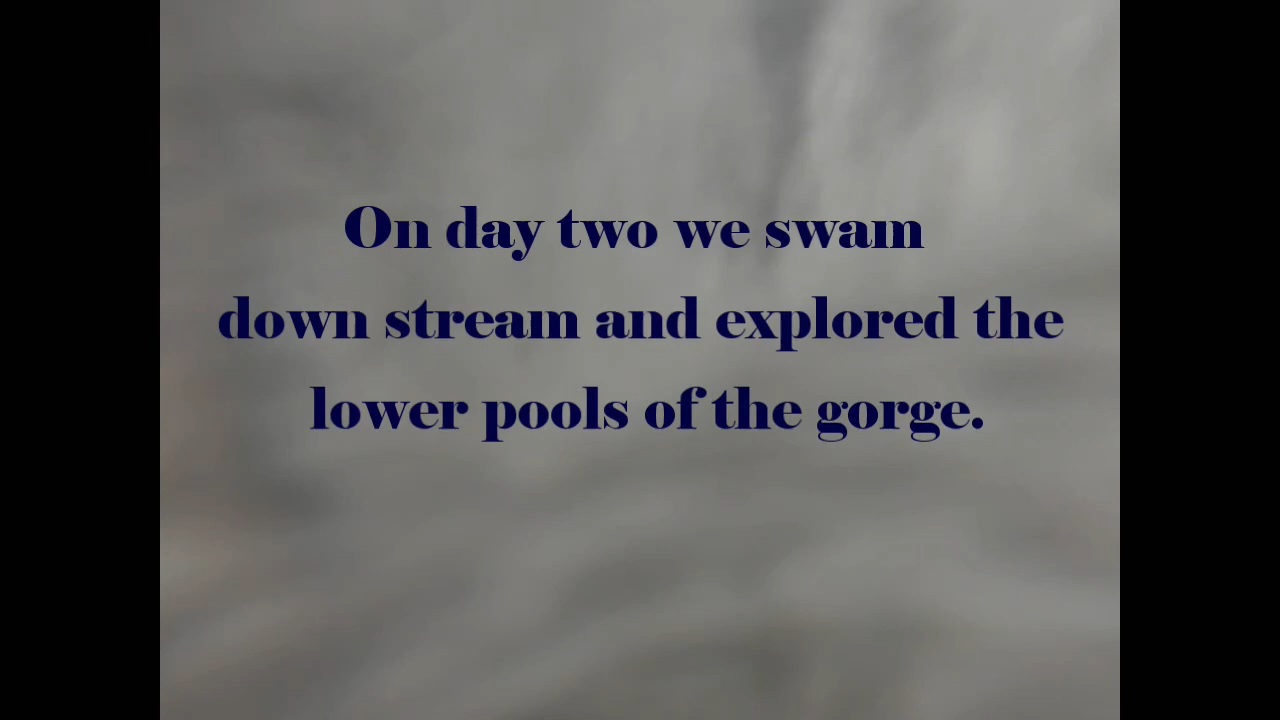 On day two we swam
down stream and explored the
lower pools of the gorge.